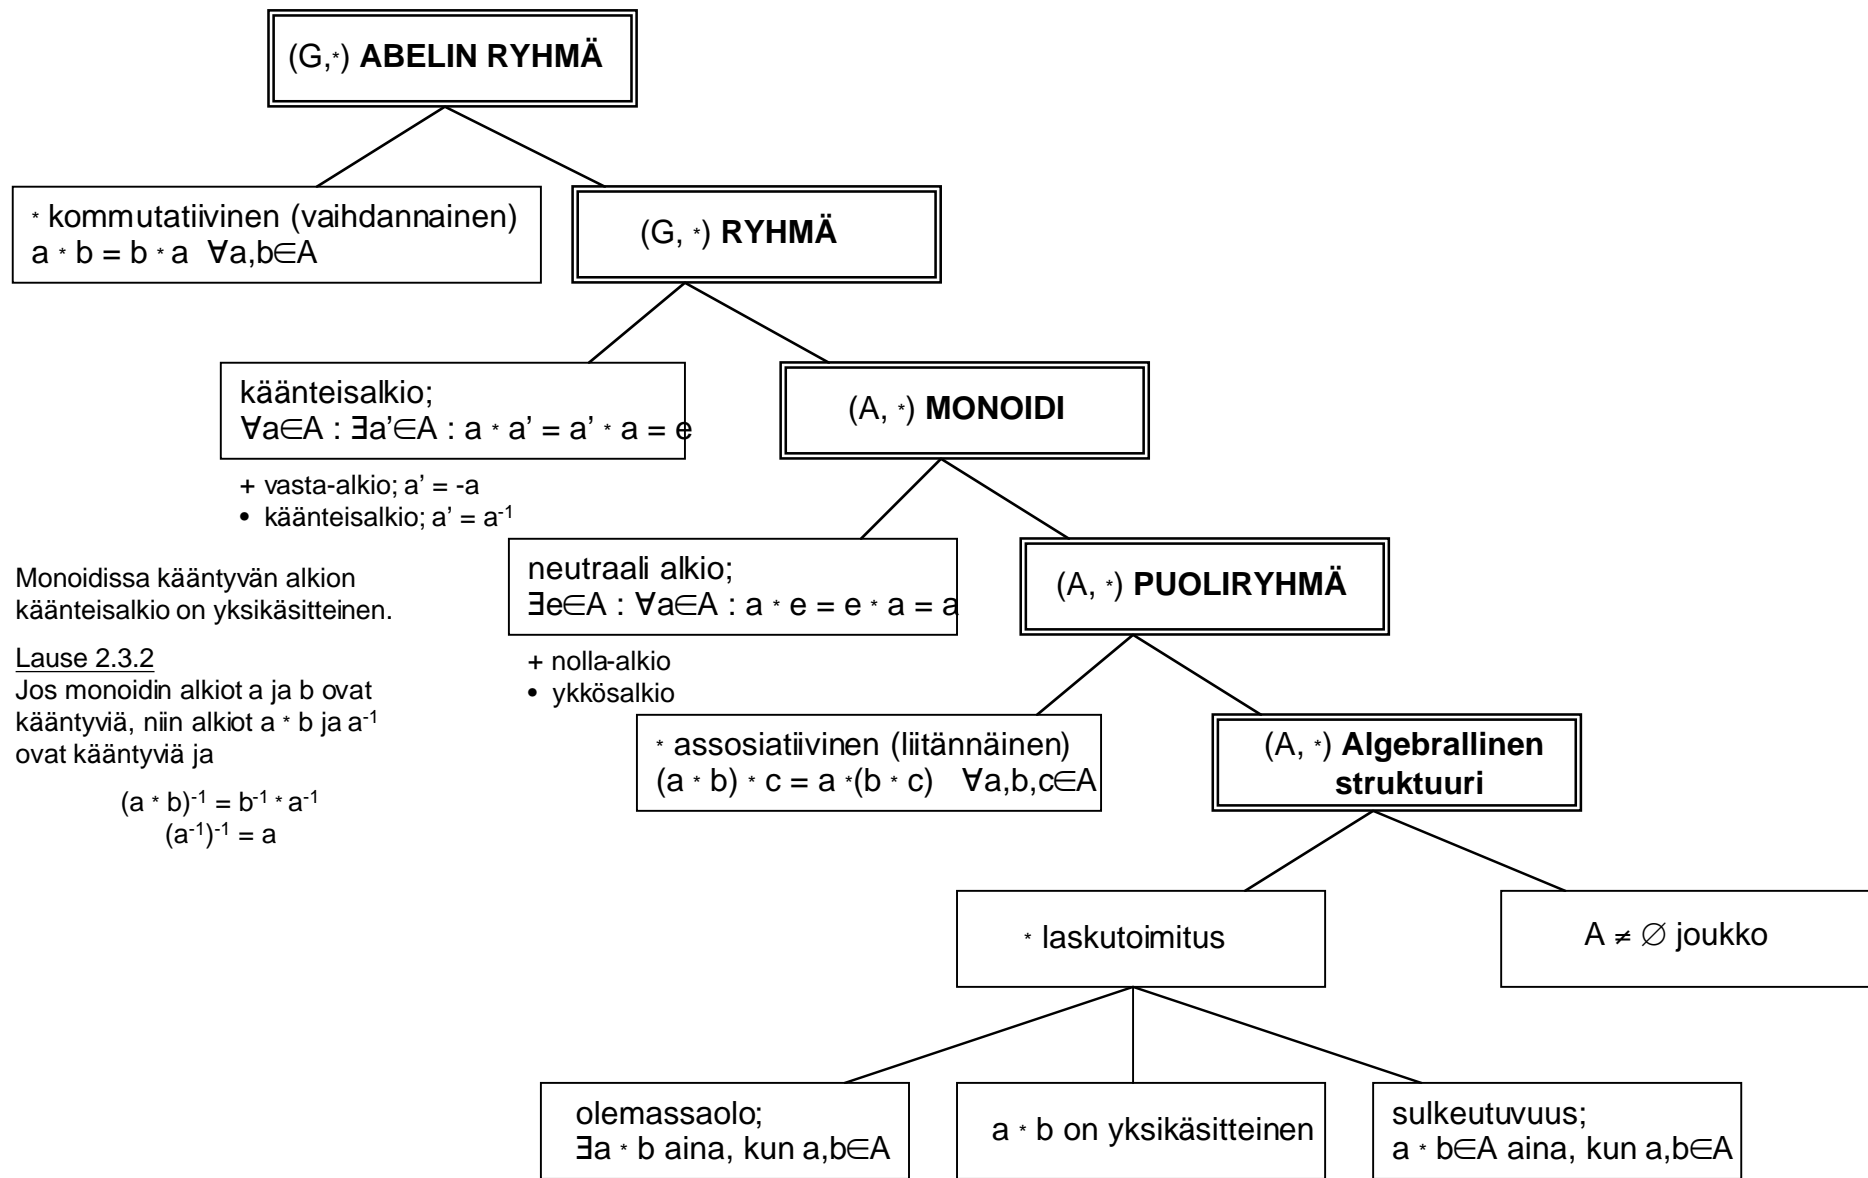 (G,*) ABELIN RYHMÄ
* kommutatiivinen (vaihdannainen)
a * b = b * a ∀a,b∈A
(G, *) RYHMÄ
käänteisalkio;
∀a∈A : ∃a’∈A : a * a’ = a’ * a = e
+ vasta-alkio; a’ = -a
• käänteisalkio; a’ = a⁻¹
(A, *) MONOIDI
neutraali alkio;
∃e∈A : ∀a∈A : a * e = e * a = a
+ nolla-alkio
• ykkösalkio
(A, *) PUOLIRYHMÄ
Monoidissa kääntyvän alkion
käänteisalkio on yksikäsitteinen.
Lause 2.3.2
Jos monoidin alkiot a ja b ovat
kääntyviä, niin alkiot a * b ja a⁻¹
ovat kääntyviä ja
(a * b)⁻¹ = b⁻¹ * a⁻¹
(a⁻¹)⁻¹ = a
* assosiatiivinen (liitännäinen)
(a * b) * c = a *(b * c) ∀a,b,c∈A
(A, *) Algebrallinen
struktuuri
* laskutoimitus
A ≠ ∅ joukko
olemassaolo;
∃a * b aina, kun a,b∈A
a * b on yksikäsitteinen
sulkeutuvuus;
a * b∈A aina, kun a,b∈A